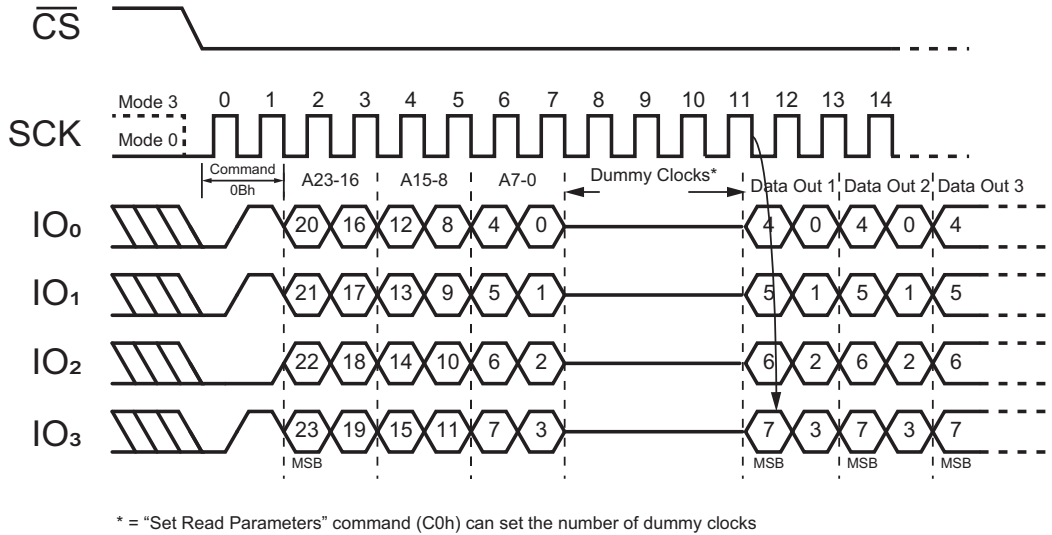 CS
Mode 3 0 1 2 3 4 5 6 7 8 9 10 11 12 13 14
SCK
Mode 0
Command A23-16 A15-8 A7-0 Dummy Clocks* Data Out 1 Data Out 2 Data Out 3
0Bh
IO₀ 20 16 12 8 4 0 4 0 4 0 4
IO₁ 21 17 13 9 5 1 5 1 5 1 5
IO₂ 22 18 14 10 6 2 6 2 6 2 6
IO₃ 23 19 15 11 7 3 7 3 7 3 7
MSB MSB MSB MSB
* = “Set Read Parameters” command (C0h) can set the number of dummy clocks